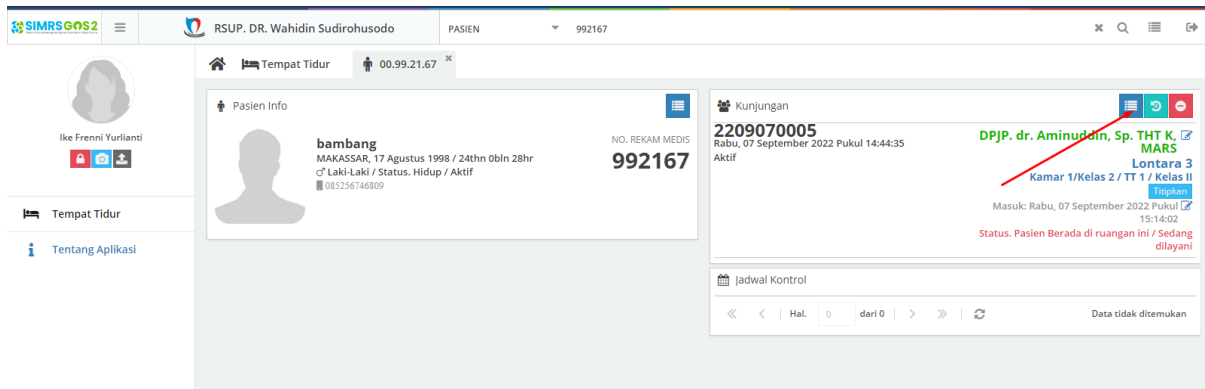 SIMRSGOS2
RSUP. DR. Wahidin Sudirohusodo
PASIEN
992167
Tempat Tidur
00.99.21.67
Ike Frenni Yurlianti
Tempat Tidur
Tentang Aplikasi
Pasien Info
bambang
MAKASSAR, 17 Agustus 1998 / 24thn 0bln 28hr
Laki-Laki / Status. Hidup / Aktif
085256746809
NO. REKAM MEDIS
992167
Kunjungan
2209070005
Rabu, 07 September 2022 Pukul 14:44:35
Aktif
DPJP. dr. Aminuddin, Sp. THT K,
MARS
Lontara 3
Kamar 1/Kelas 2 / TT 1 / Kelas II
Titipkan
Masuk: Rabu, 07 September 2022 Pukul
15:14:02
Status. Pasien Berada di ruangan ini / Sedang
dilayani
Jadwal Kontrol
Hal. 0 dari 0
Data tidak ditemukan